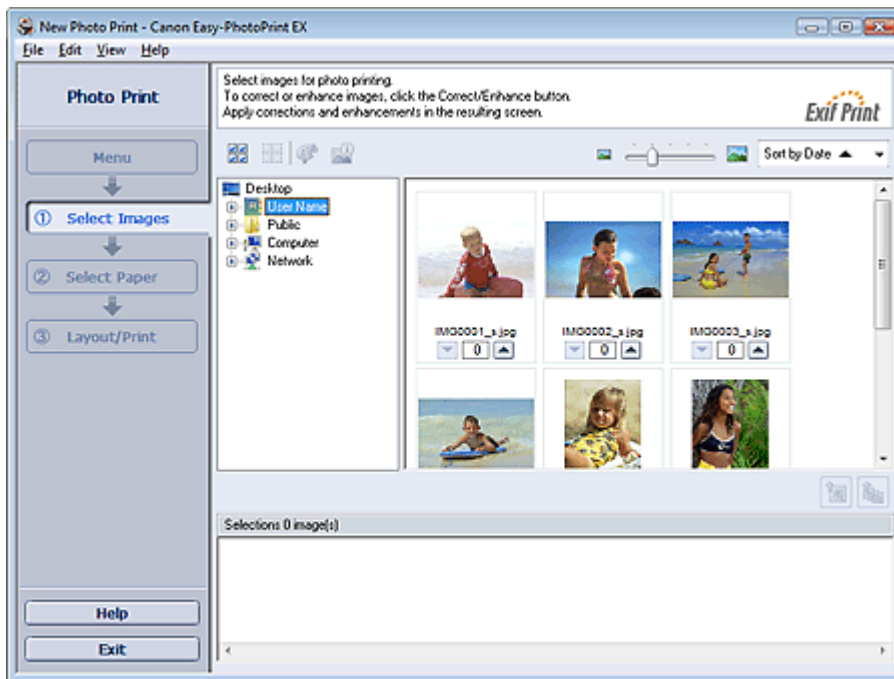 New Photo Print - Canon Easy-PhotoPrint EX
File Edit View Help
Photo Print
Menu
① Select Images
② Select Paper
③ Layout/Print
Help
Exit
Select images for photo printing.
To correct or enhance images, click the Correct/Enhance button.
Apply corrections and enhancements in the resulting screen.
Exif Print
Sort by Date
Desktop
User Name
Public
Computer
Network
IMG0001_s.jpg IMG0002_s.jpg IMG0003_s.jpg
0 0 0
Selections 0 image(s)